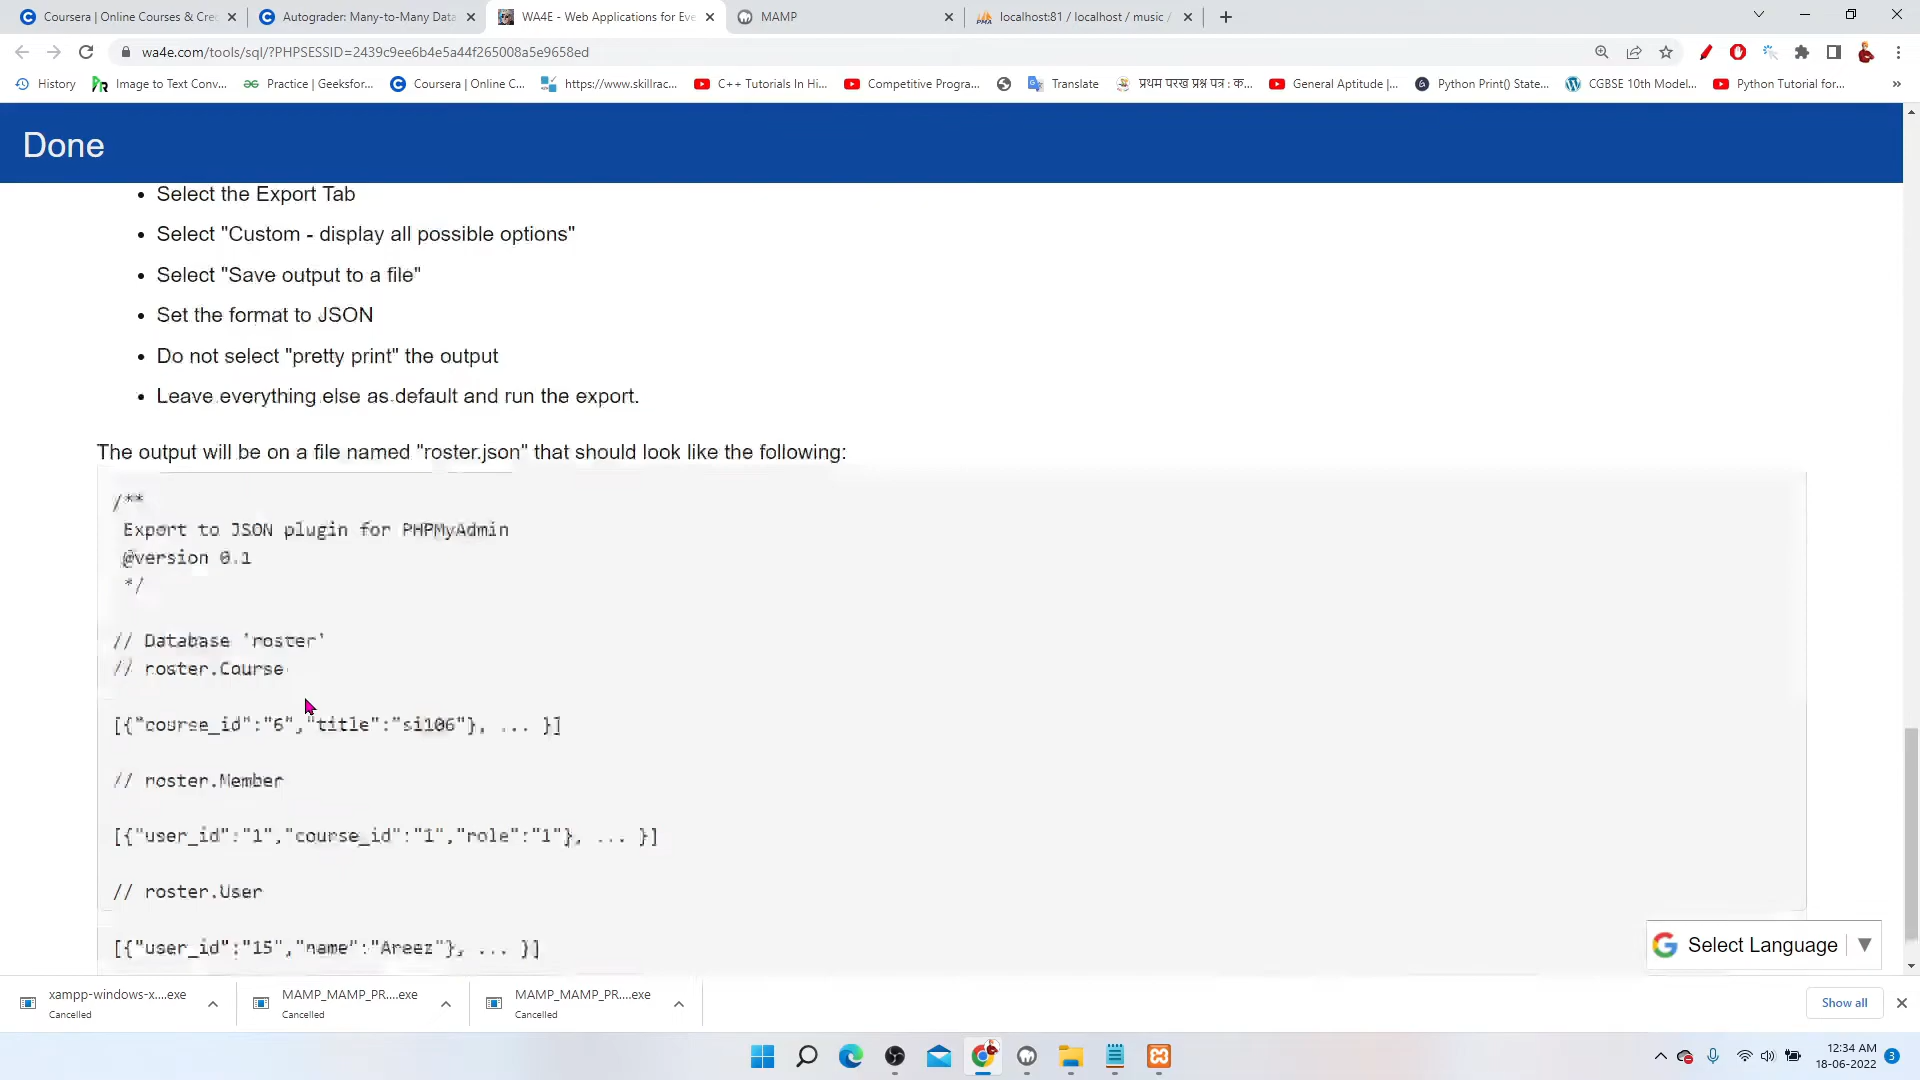 Coursera | Online Courses & Cre
Autograder: Many-to-Many Data
WA4E - Web Applications for Eve
MAMP
localhost:81 / localhost / music /
wa4e.com/tools/sql/?PHPSESSID=2439c9ee6b4e5a44f265008a5e9658ed
History
Image to Text Conv...
Practice | Geeksfor...
Coursera | Online C...
https://www.skillrac...
C++ Tutorials In Hi...
Competitive Progra...
Translate
प्रथम परख प्रश्न पत्र : क...
General Aptitude |...
Python Print() State...
CGBSE 10th Model...
Python Tutorial for...
»
Done
• Select the Export Tab
• Select "Custom - display all possible options"
• Select "Save output to a file"
• Set the format to JSON
• Do not select "pretty print" the output
• Leave everything else as default and run the export.
The output will be on a file named "roster.json" that should look like the following:
/**
Export to JSON plugin for PHPMyAdmin
@version 0.1
*/
// Database 'roster'
// roster.Course
[{"course_id":"6","title":"si106"}, ... }]
// roster.Member
[{"user_id":"1","course_id":"1","role":"1"}, ... }]
// roster.User
[{"user_id":"15","name":"Areez"}, ... }]
Select Language
xampp-windows-x....exe
Cancelled
MAMP_MAMP_PR....exe
Cancelled
MAMP_MAMP_PR....exe
Cancelled
Show all
12:34 AM
18-06-2022
3